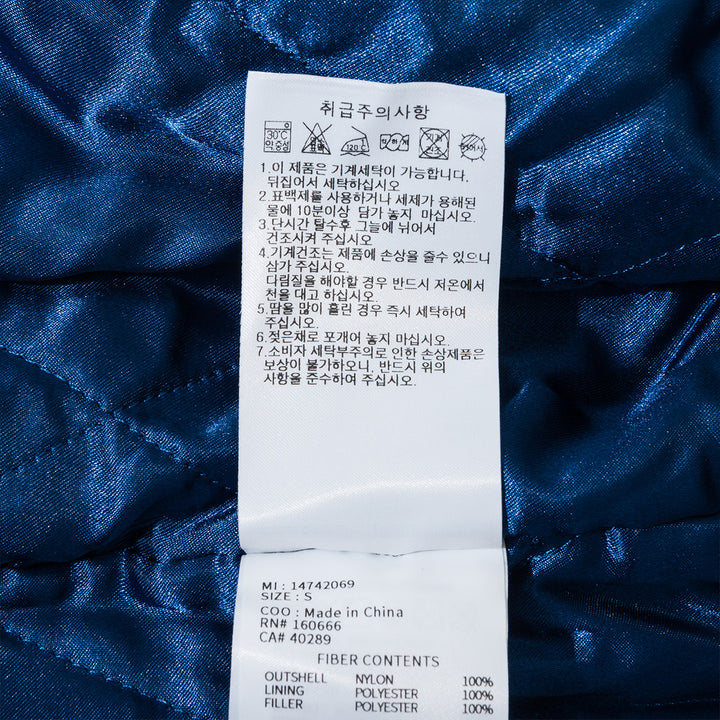 취급주의사항
30℃
약중성
120℃
1.이 제품은 기계세탁이 가능합니다.
뒤집어서 세탁하십시오
2.표백제를 사용하거나 세제가 용해된
물에 10분이상 담가 놓지 마십시오.
3.단시간 탈수후 그늘에 뉘어서
건조시켜 주십시오
4.기계건조는 제품에 손상을 줄수 있으니
삼가 주십시오.
다림질을 해야할 경우 반드시 저온에서
천을 대고 하십시오.
5.땀을 많이 흘린 경우 즉시 세탁하여
주십시오.
6.젖은채로 포개어 놓지 마십시오.
7.소비자 세탁부주의로 인한 손상제품은
보상이 불가하오니, 반드시 위의
사항을 준수하여 주십시오.
MI : 14742069
SIZE : S
COO : Made in China
RN# 160666
CA# 40289
FIBER CONTENTS
OUTSHELL NYLON 100%
LINING POLYESTER 100%
FILLER POLYESTER 100%